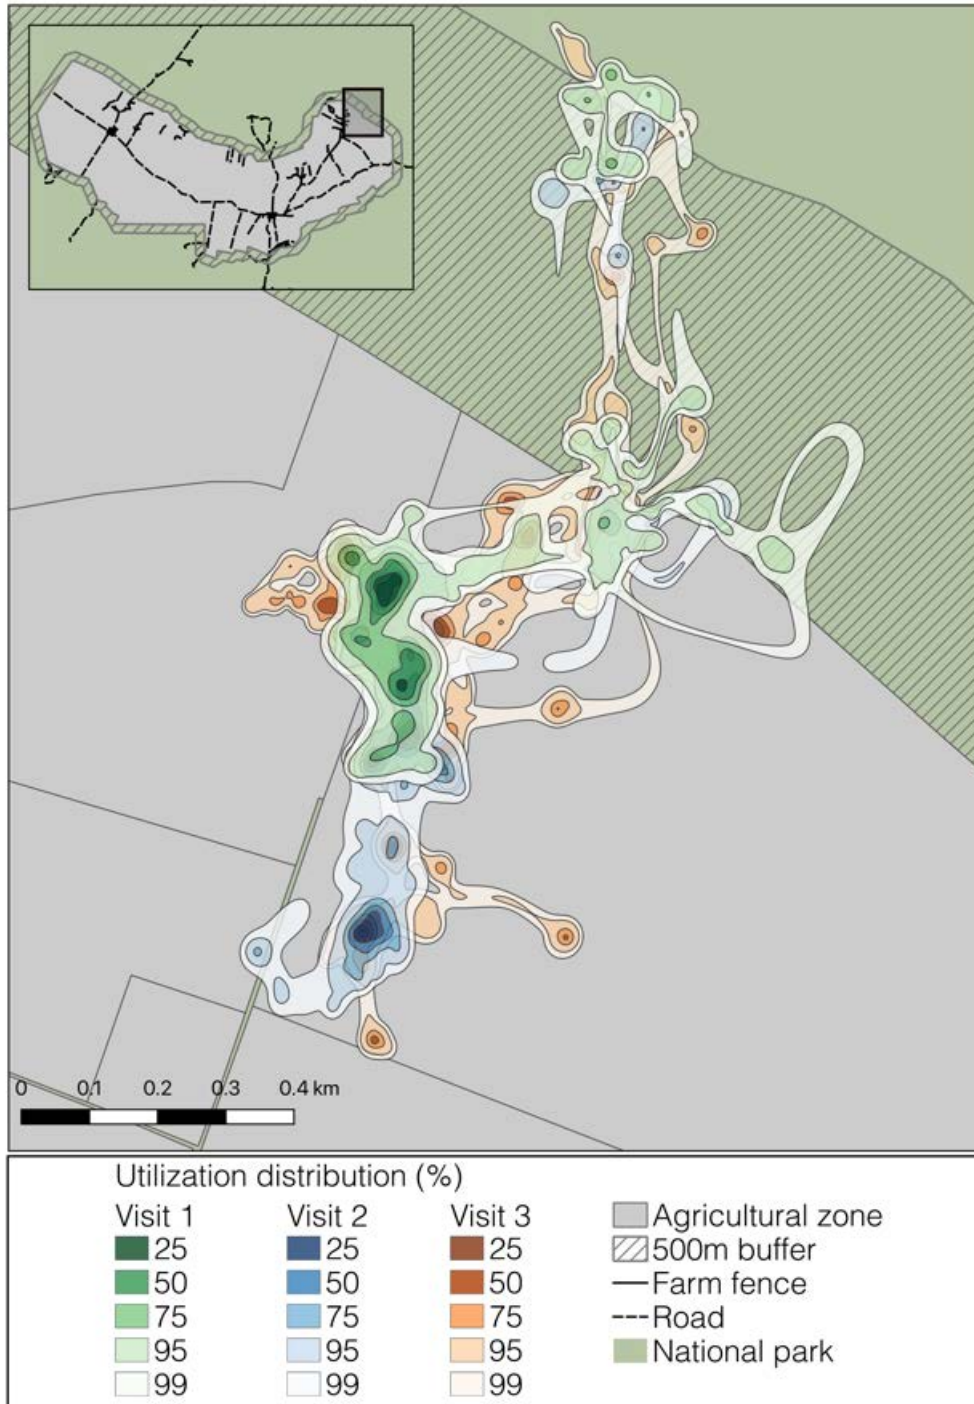 0 0.1 0.2 0.3 0.4 km
Utilization distribution (%)
Visit 1 Visit 2 Visit 3
25 25 25 Agricultural zone
50 50 50 500m buffer
75 75 75 Farm fence
95 95 95 Road
99 99 99 National park